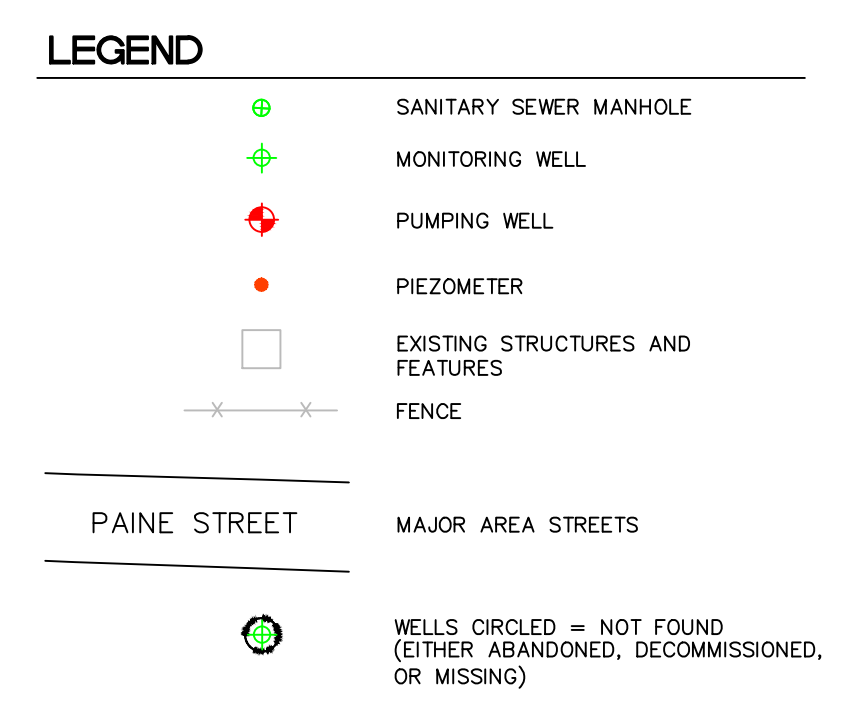 LEGEND
SANITARY SEWER MANHOLE
MONITORING WELL
PUMPING WELL
PIEZOMETER
EXISTING STRUCTURES AND
FEATURES
FENCE
PAINE STREET
MAJOR AREA STREETS
WELLS CIRCLED = NOT FOUND
(EITHER ABANDONED, DECOMMISSIONED,
OR MISSING)